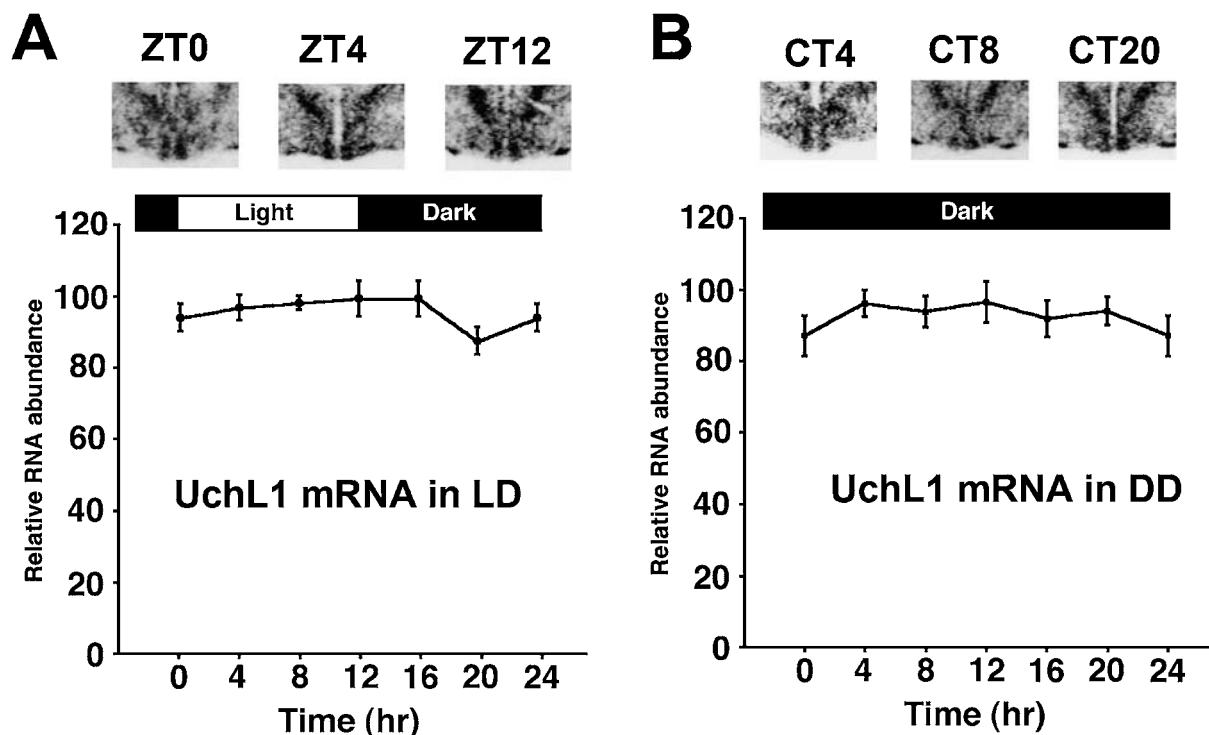 A
ZT0 ZT4 ZT12
Light Dark
120
100
80
60
40
20
0
Relative RNA abundance
UchL1 mRNA in LD
0 4 8 12 16 20 24
Time (hr)
B
CT4 CT8 CT20
Dark
120
100
80
60
40
20
0
Relative RNA abundance
UchL1 mRNA in DD
0 4 8 12 16 20 24
Time (hr)